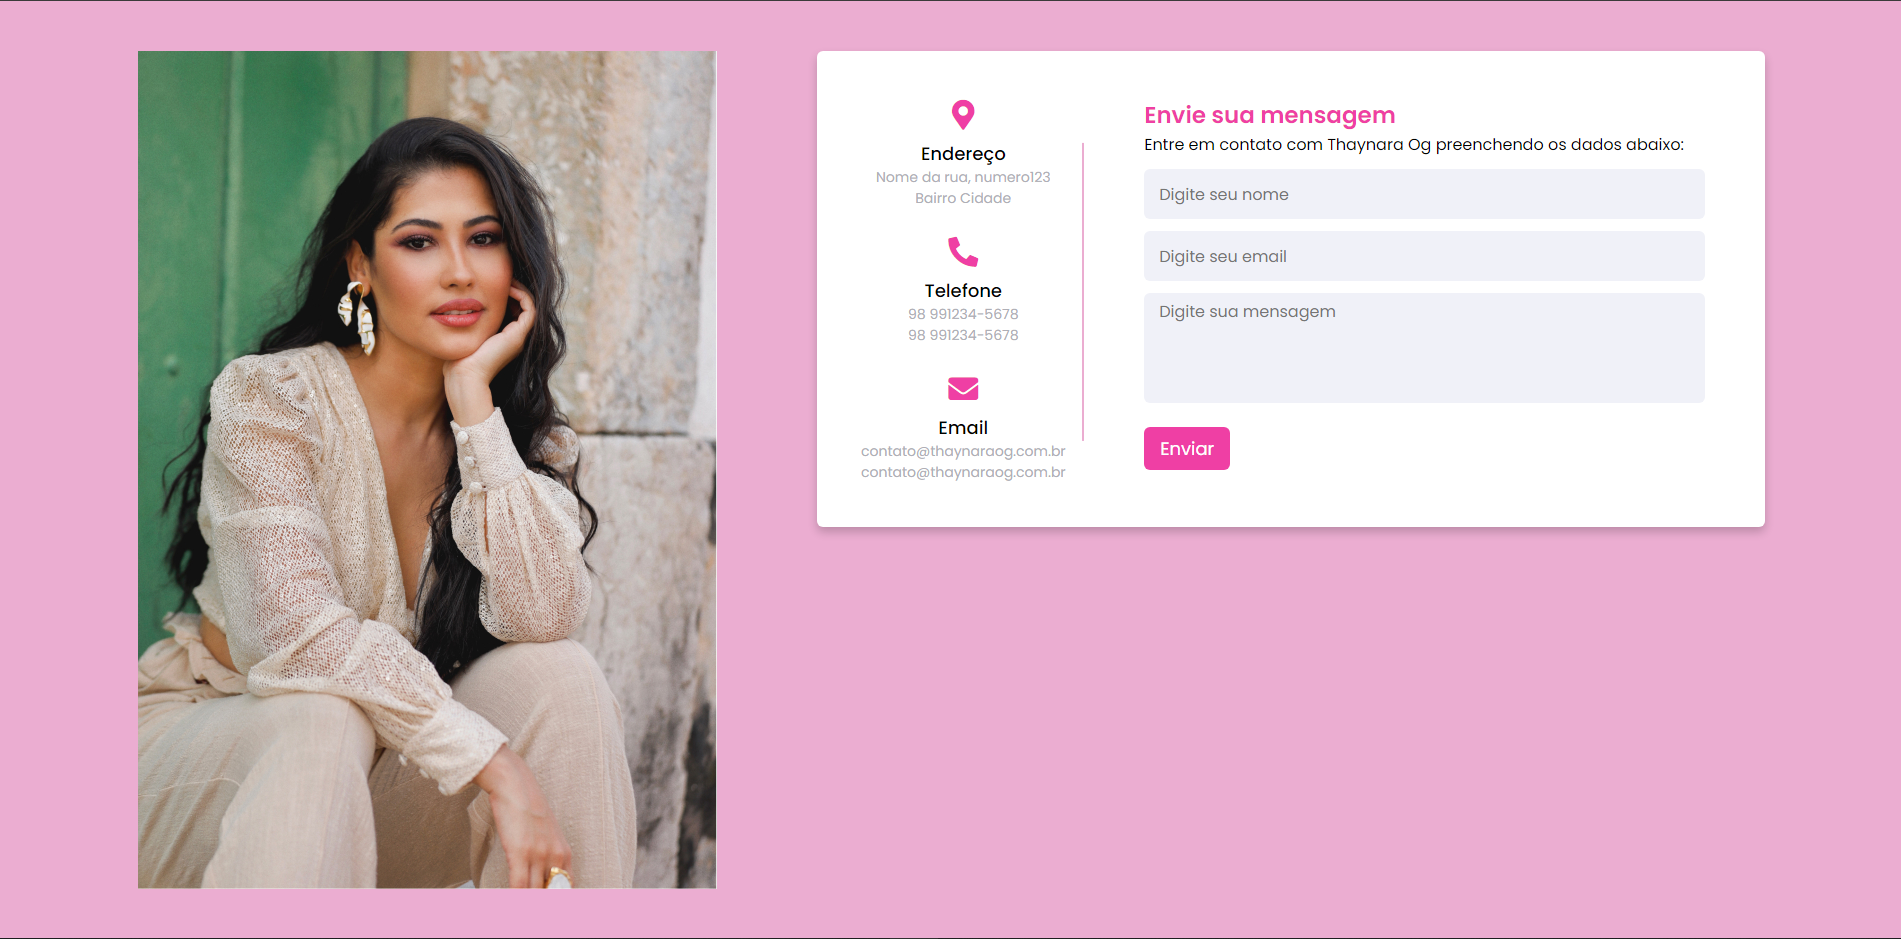 Endereço
Nome da rua, numero123
Bairro Cidade
Telefone
98 991234-5678
98 991234-5678
Email
contato@thaynaraog.com.br
contato@thaynaraog.com.br
Envie sua mensagem
Entre em contato com Thaynara Og preenchendo os dados abaixo:
Digite seu nome
Digite seu email
Digite sua mensagem
Enviar